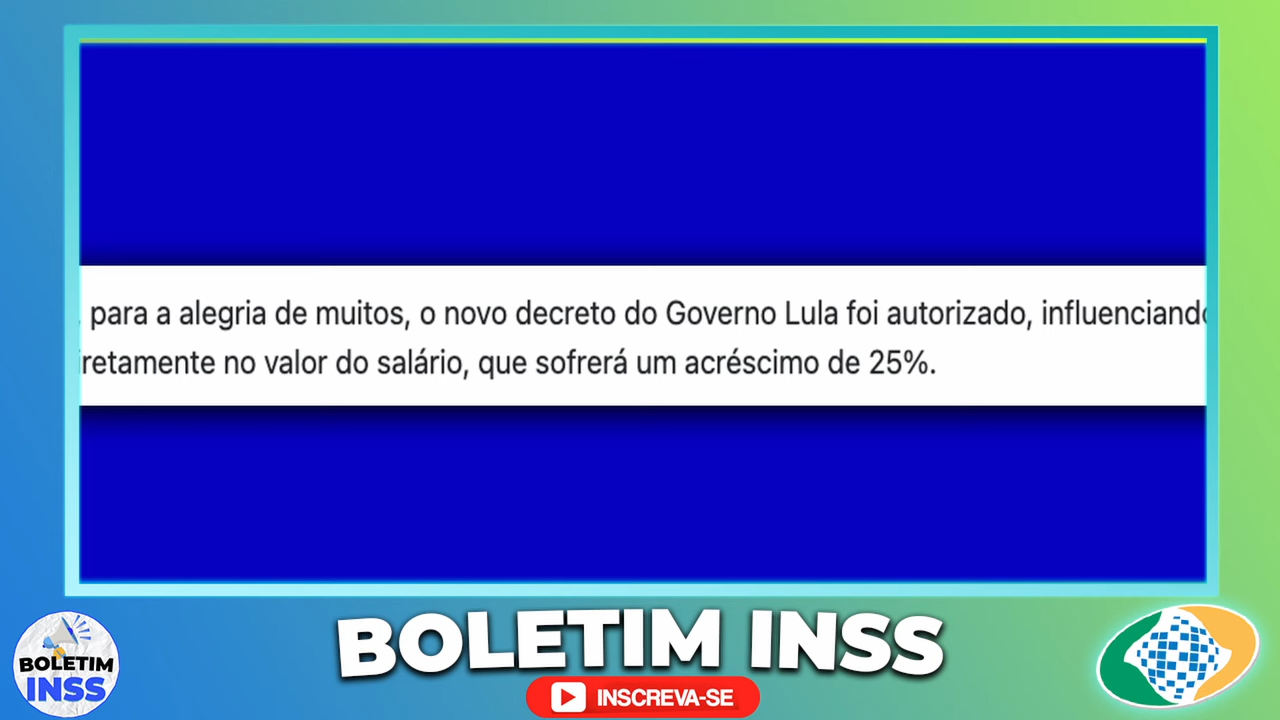 . para a alegria de muitos, o novo decreto do Governo Lula foi autorizado, influenciando
iretamente no valor do salário, que sofrerá um acréscimo de 25%.
BOLETIM INSS
INSCREVA-SE
BOLETIM
INSS